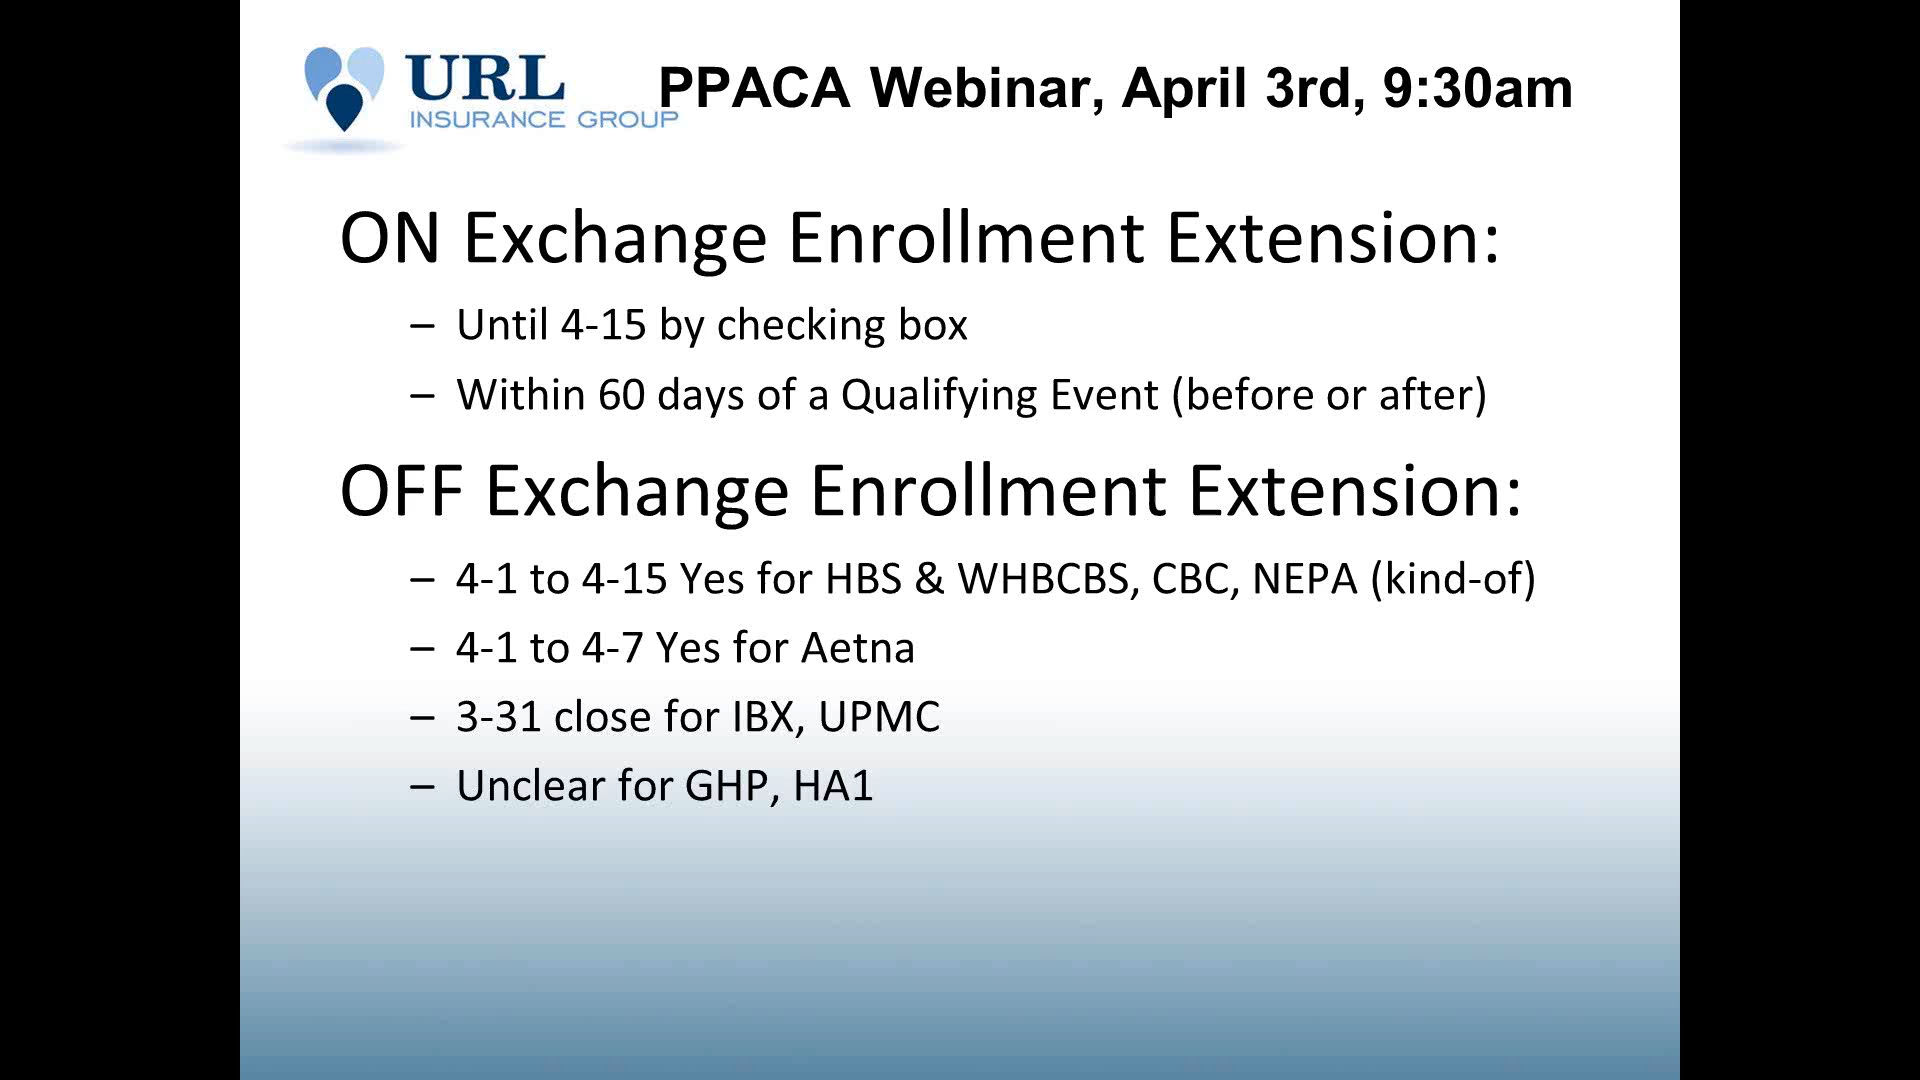 URL
INSURANCE GROUP
PPACA Webinar, April 3rd, 9:30am
ON Exchange Enrollment Extension:
– Until 4-15 by checking box
– Within 60 days of a Qualifying Event (before or after)
OFF Exchange Enrollment Extension:
– 4-1 to 4-15 Yes for HBS & WHBCBS, CBC, NEPA (kind-of)
– 4-1 to 4-7 Yes for Aetna
– 3-31 close for IBX, UPMC
– Unclear for GHP, HA1